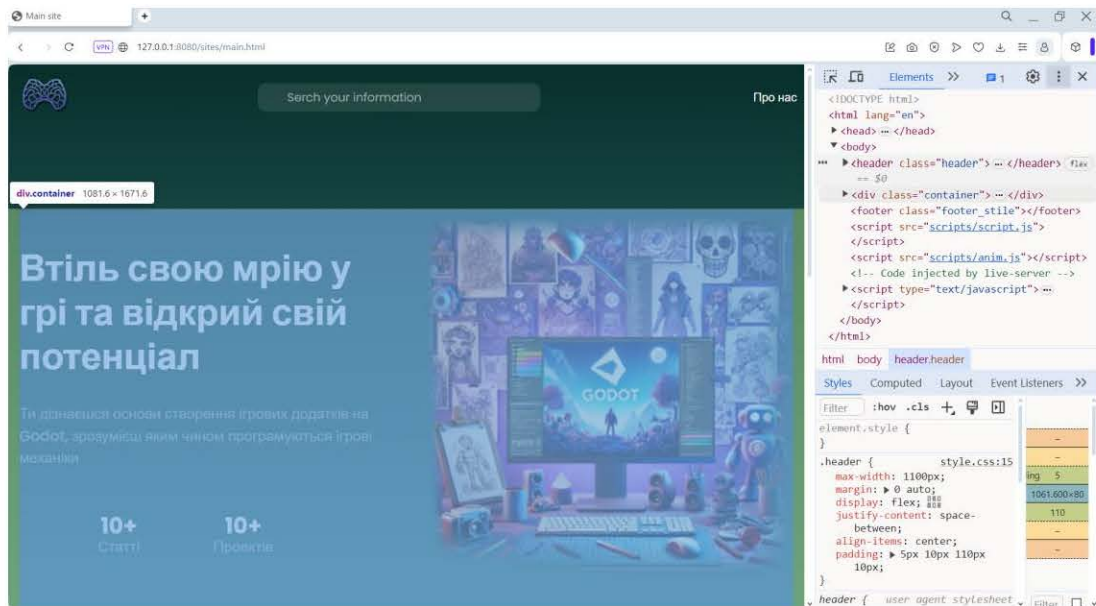 Main site
+
VPN
127.0.0.1:8080/sites/main.html
Serch your information
Про нас
div.container 1081.6 × 1671.6
Втіль свою мрію у
грі та відкрий свій
потенціал
Ти дізнаєшся основи створення ігрових додатків на
Godot, зрозумієш яким чином програмуються ігрові
механіки
10+ 10+
Статті Проєктів
GODOT
Elements
1
<!DOCTYPE html>
<html lang="en">
<head> … </head>
<body>
<header class="header"> … </header> flex
== $0
<div class="container"> … </div>
<footer class="footer_stile"></footer>
<script src="scripts/script.js">
</script>
<script src="scripts/anim.js"></script>
<!-- Code injected by live-server -->
<script type="text/javascript"> …
</script>
</body>
</html>
html body header.header
Styles Computed Layout Event Listeners
Filter :hov .cls
element.style {
}
.header { style.css:15
max-width: 1100px;
margin: 0 auto;
display: flex;
justify-content: space-
between;
align-items: center;
padding: 5px 10px 110px
10px;
}
header { user agent stylesheet
ing 5
1061.600×80
110
–
–
Filter